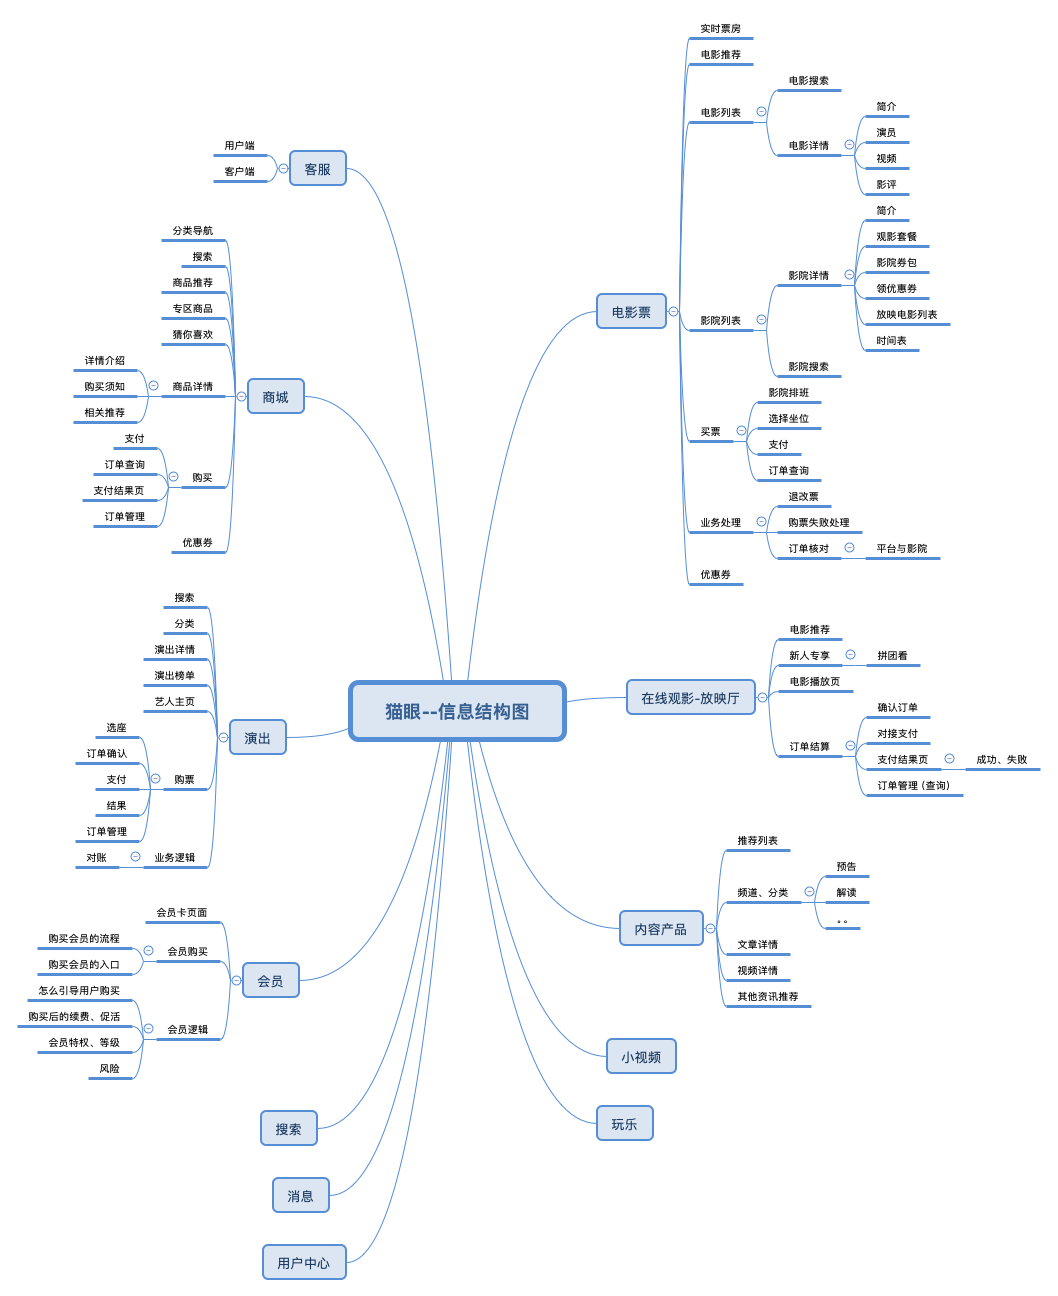 猫眼--信息结构图
电影票
实时票房
电影推荐
电影列表
电影搜索
电影详情
简介
演员
视频
影评
影院列表
影院详情
简介
观影套餐
影院券包
领优惠券
放映电影列表
时间表
影院搜索
买票
影院排班
选择坐位
支付
订单查询
业务处理
退改票
购票失败处理
订单核对
平台与影院
优惠券
在线观影-放映厅
电影推荐
新人专享
拼团看
电影播放页
订单结算
确认订单
对接支付
支付结果页
成功、失败
订单管理 (查询)
内容产品
推荐列表
频道、分类
预告
解读
。。
文章详情
视频详情
其他资讯推荐
小视频
玩乐
客服
用户端
客户端
商城
分类导航
搜索
商品推荐
专区商品
猜你喜欢
商品详情
详情介绍
购买须知
相关推荐
购买
支付
订单查询
支付结果页
订单管理
优惠券
演出
搜索
分类
演出详情
演出榜单
艺人主页
购票
选座
订单确认
支付
结果
订单管理
业务逻辑
对账
会员
会员卡页面
会员购买
购买会员的流程
购买会员的入口
会员逻辑
怎么引导用户购买
购买后的续费、促活
会员特权、等级
风险
搜索
消息
用户中心